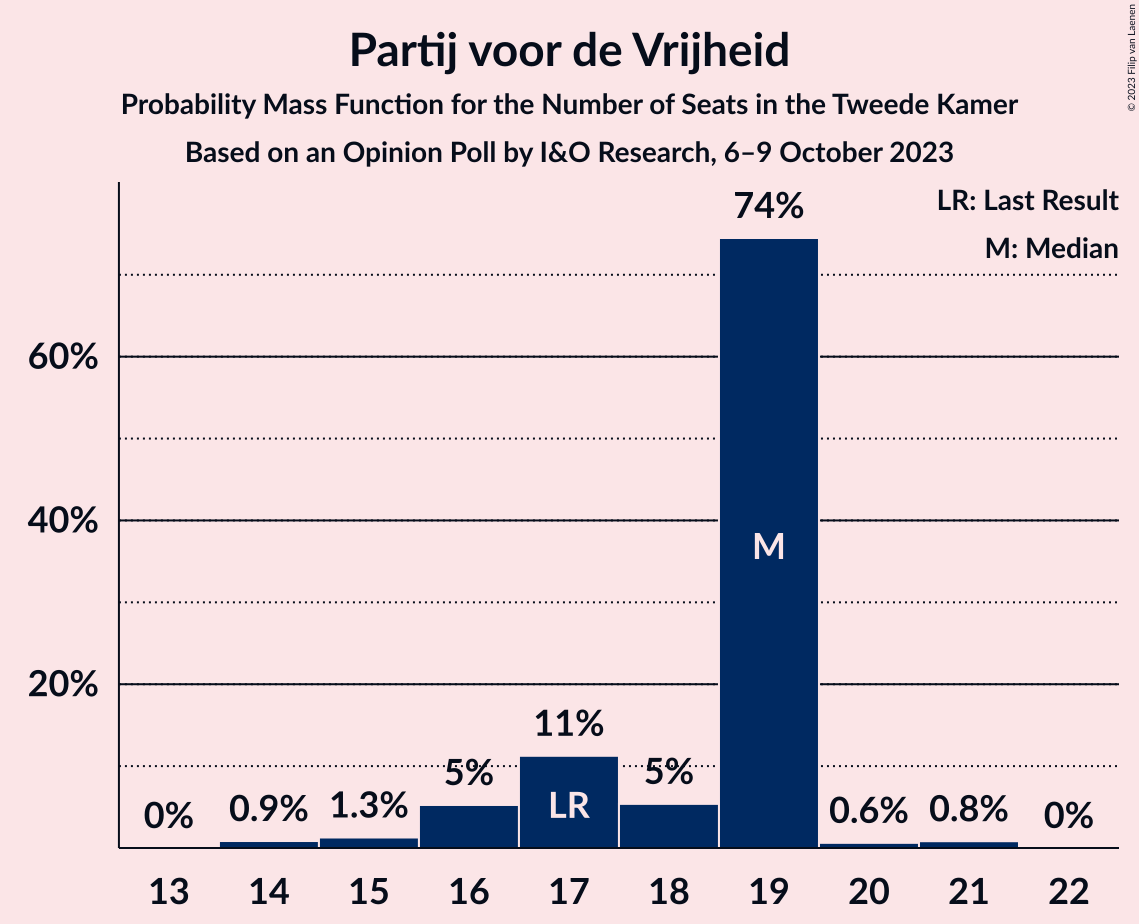 Partij voor de Vrijheid
Probability Mass Function for the Number of Seats in the Tweede Kamer
Based on an Opinion Poll by I&O Research, 6–9 October 2023
© 2023 Filip van Laenen
LR: Last Result
M: Median
60%
40%
20%
0%
0.9%
1.3%
5%
11%
5%
74%
0.6%
0.8%
0%
LR
M
13 14 15 16 17 18 19 20 21 22